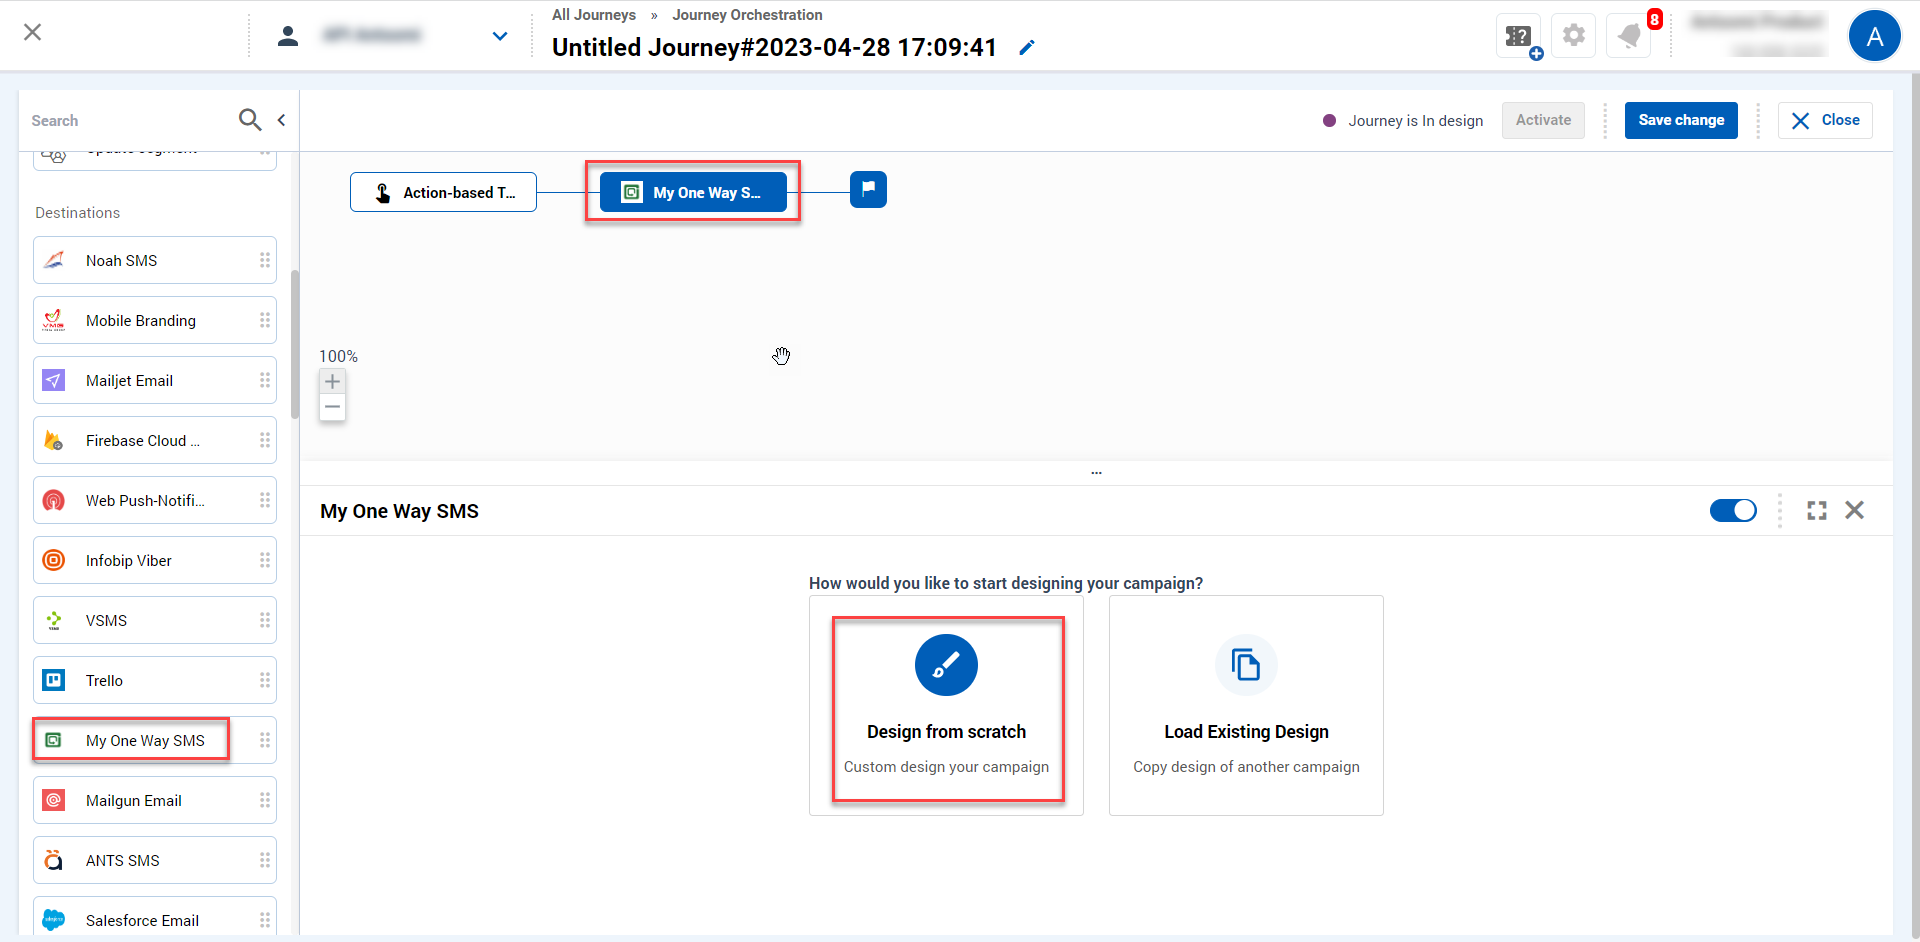 All Journeys » Journey Orchestration
Untitled Journey#2023-04-28 17:09:41
8
A
Search
Journey is In design
Activate
Save change
Close
Action-based T...
My One Way S...
Destinations
Noah SMS
Mobile Branding
Mailjet Email
Firebase Cloud ...
Web Push-Notifi...
Infobip Viber
VSMS
Trello
My One Way SMS
Mailgun Email
ANTS SMS
Salesforce Email
100%
...
My One Way SMS
How would you like to start designing your campaign?
Design from scratch
Custom design your campaign
Load Existing Design
Copy design of another campaign